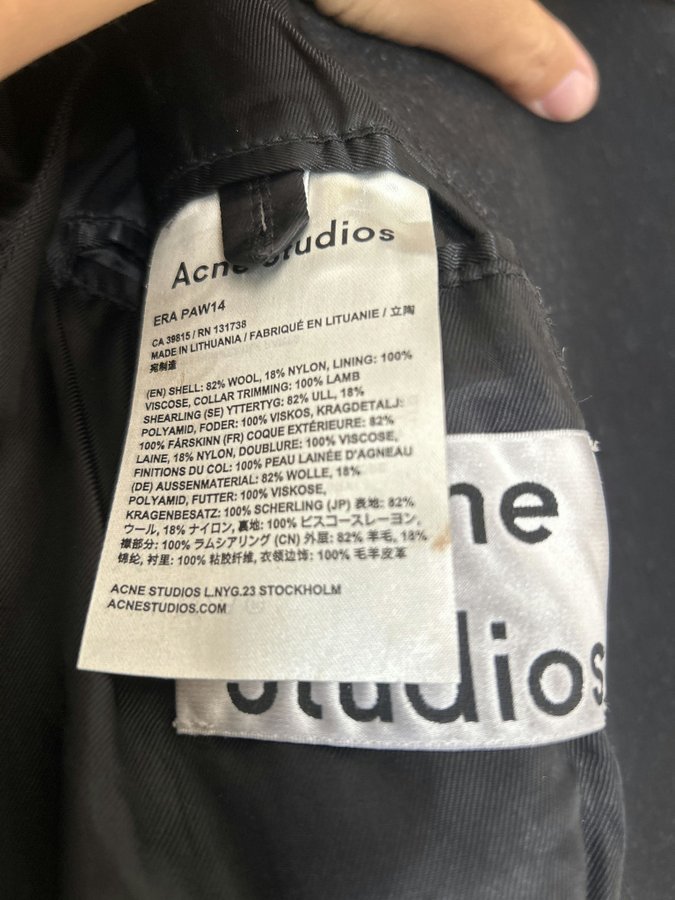 Acne Studios
ERA PAW14
CA 39815 / RN 131738
MADE IN LITHUANIA / FABRIQUÉ EN LITUANIE / 立陶
宛制造
(EN) SHELL: 82% WOOL, 18% NYLON, LINING: 100%
VISCOSE, COLLAR TRIMMING: 100% LAMB
SHEARLING (SE) YTTERTYG: 82% ULL, 18%
POLYAMID, FODER: 100% VISKOS, KRAGDETALJ:
100% FÅRSKINN (FR) COQUE EXTÉRIEURE: 82%
LAINE, 18% NYLON, DOUBLURE: 100% VISCOSE,
FINITIONS DU COL: 100% PEAU LAINÉE D'AGNEAU
(DE) AUSSENMATERIAL: 82% WOLLE, 18%
POLYAMID, FUTTER: 100% VISKOSE,
KRAGENBESATZ: 100% SCHERLING (JP) 表地: 82%
ウール, 18% ナイロン, 裏地: 100% ビスコースレーヨン,
襟部分: 100% ラムシアリング (CN) 外层: 82% 羊毛, 18%
锦纶, 衬里: 100% 粘胶纤维, 衣领边饰: 100% 毛羊皮革
ACNE STUDIOS L.NYG.23 STOCKHOLM
ACNESTUDIOS.COM
ne
studios